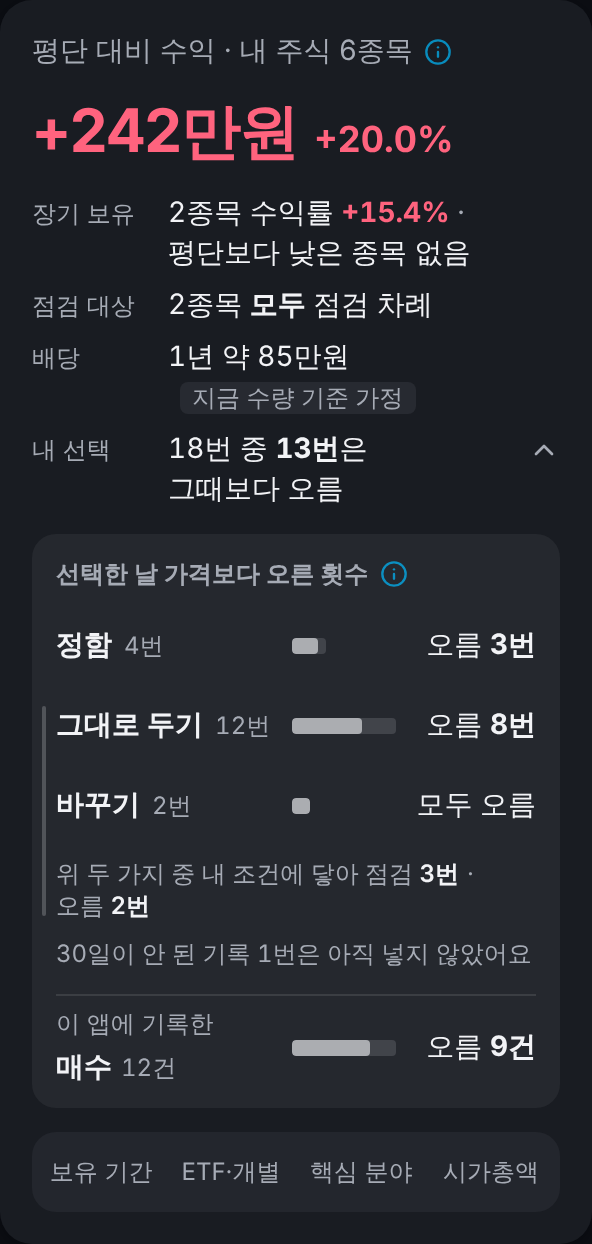 평단 대비 수익 · 내 주식 6종목
+242만원 +20.0%
장기 보유 2종목 수익률 +15.4% ·
평단보다 낮은 종목 없음
점검 대상 2종목 모두 점검 차례
배당 1년 약 85만원
지금 수량 기준 가정
내 선택 18번 중 13번은
그때보다 오름
선택한 날 가격보다 오른 횟수
정함 4번 오름 3번
그대로 두기 12번 오름 8번
바꾸기 2번 모두 오름
위 두 가지 중 내 조건에 닿아 점검 3번 ·
오름 2번
30일이 안 된 기록 1번은 아직 넣지 않았어요
이 앱에 기록한
매수 12건 오름 9건
보유 기간 ETF·개별 핵심 분야 시가총액